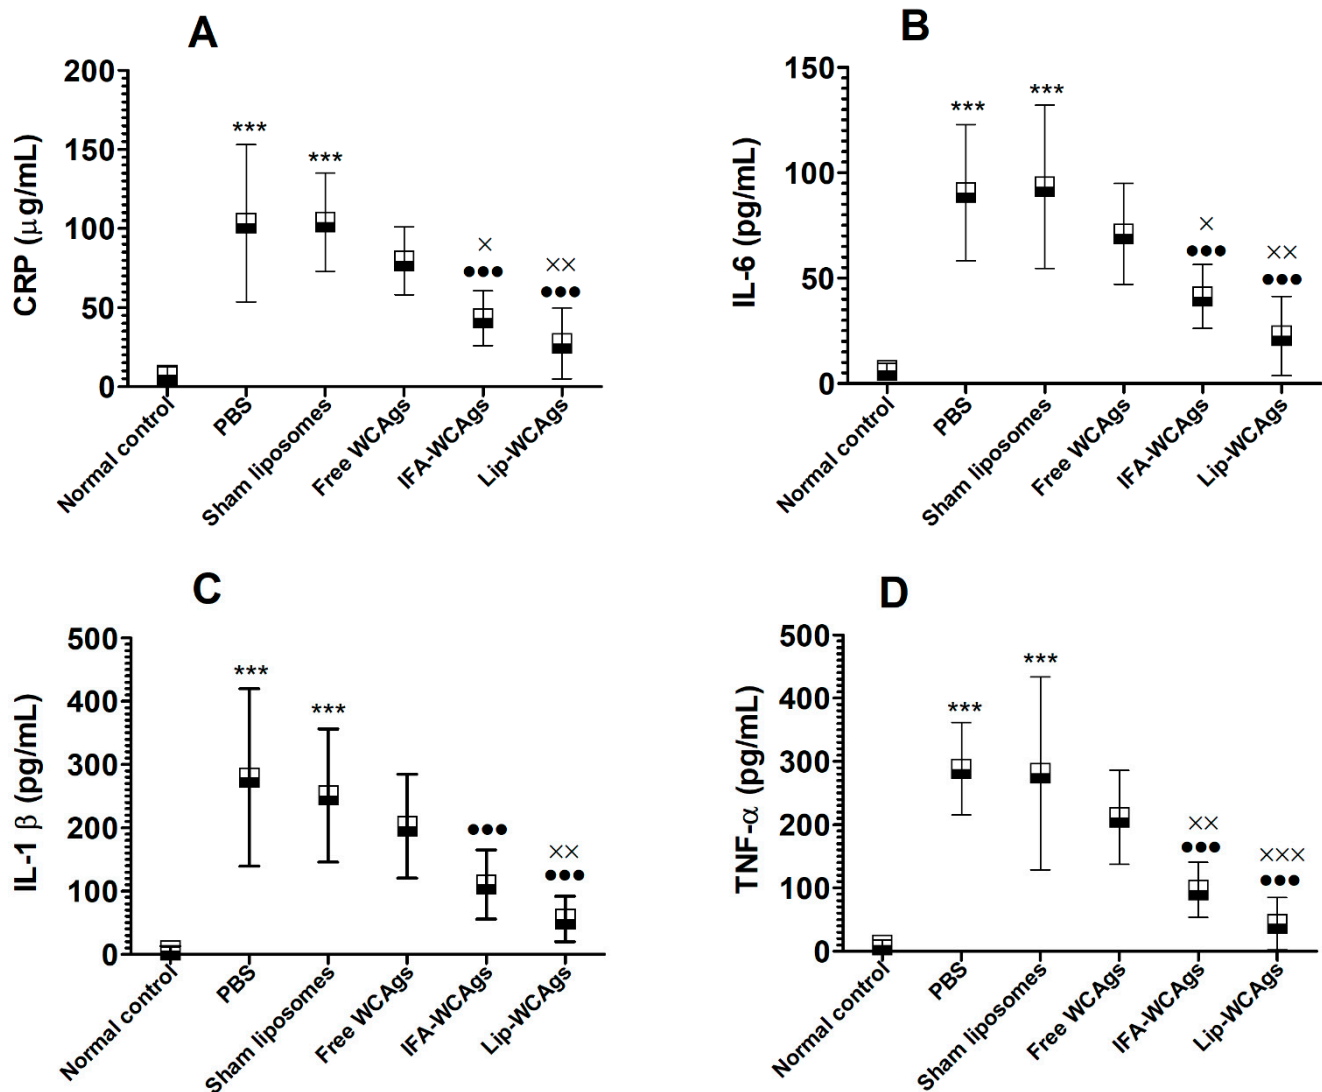 A
CRP (μg/mL)
200
150
100
50
0
***
***
×
●●●
××
●●●
Normal control
PBS
Sham liposomes
Free WCAgs
IFA-WCAgs
Lip-WCAgs
B
IL-6 (pg/mL)
150
100
50
0
***
***
×
●●●
××
●●●
Normal control
PBS
Sham liposomes
Free WCAgs
IFA-WCAgs
Lip-WCAgs
C
IL-1 β (pg/mL)
500
400
300
200
100
0
***
***
●●●
××
●●●
Normal control
PBS
Sham liposomes
Free WCAgs
IFA-WCAgs
Lip-WCAgs
D
TNF-α (pg/mL)
500
400
300
200
100
0
***
***
××
●●●
×××
●●●
Normal control
PBS
Sham liposomes
Free WCAgs
IFA-WCAgs
Lip-WCAgs